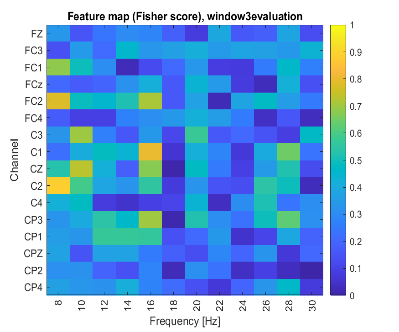 Feature map (Fisher score), window3evaluation
FZ
FC3
FC1
FCz
FC2
FC4
C3
C1
CZ
C2
C4
CP3
CP1
CPZ
CP2
CP4
Channel
8 10 12 14 16 18 20 22 24 26 28 30
Frequency [Hz]
1
0.9
0.8
0.7
0.6
0.5
0.4
0.3
0.2
0.1
0